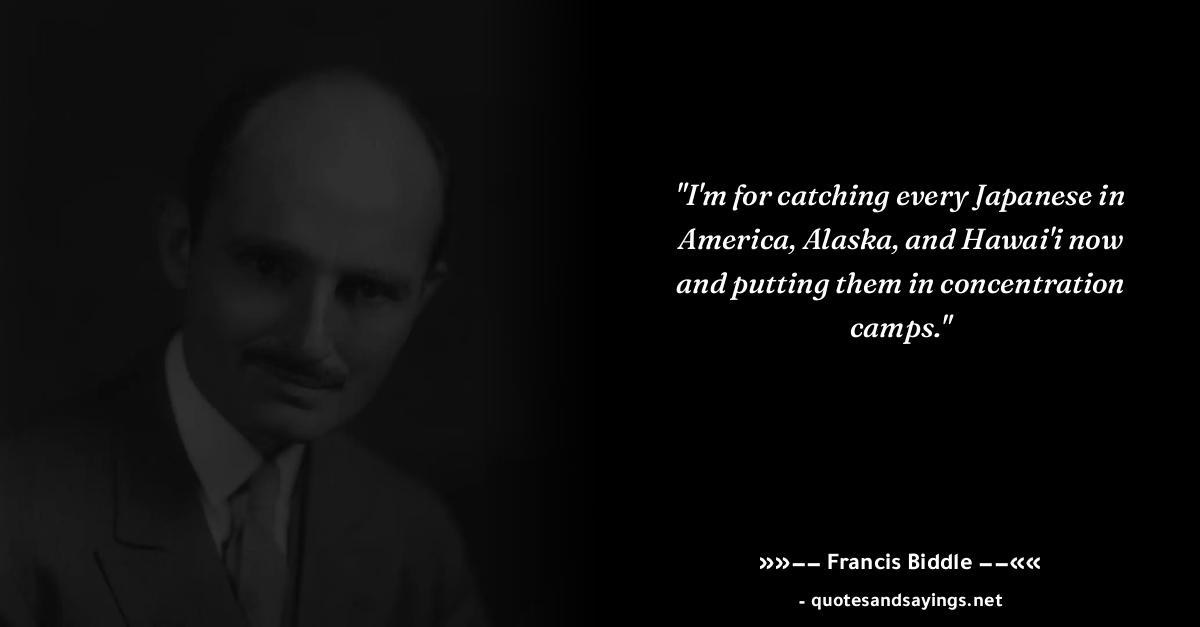 "I'm for catching every Japanese in
America, Alaska, and Hawai'i now
and putting them in concentration
camps."
»»–– Francis Biddle ––««
- quotesandsayings.net